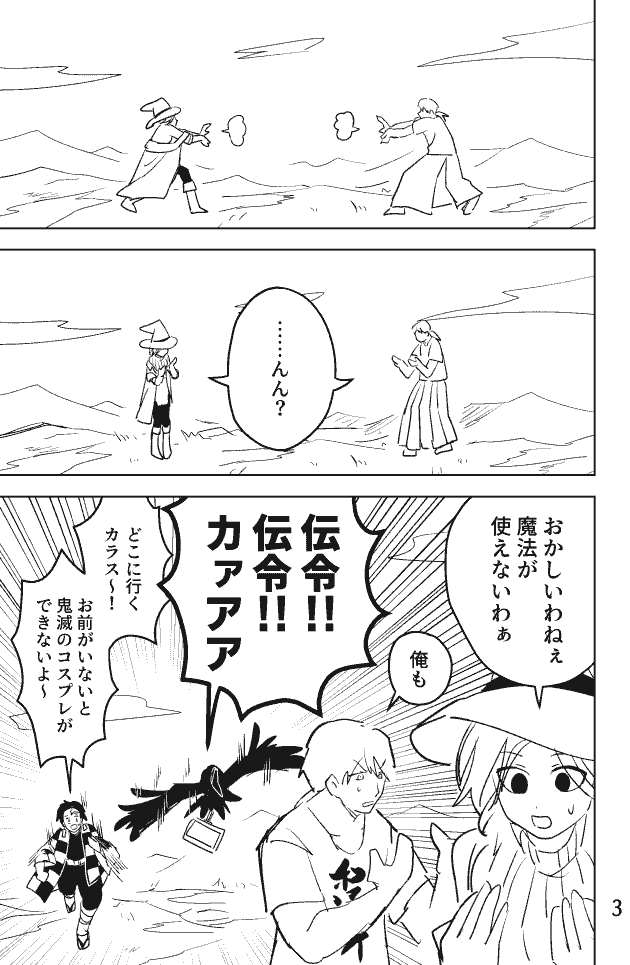 ……んん？
おかしいわねぇ
魔法が
使えないわぁ
俺も
伝令!!
伝令!!
カァアア
どこに行く
カラス〜！
お前がいないと
鬼滅のコスプレが
できないよ〜
3